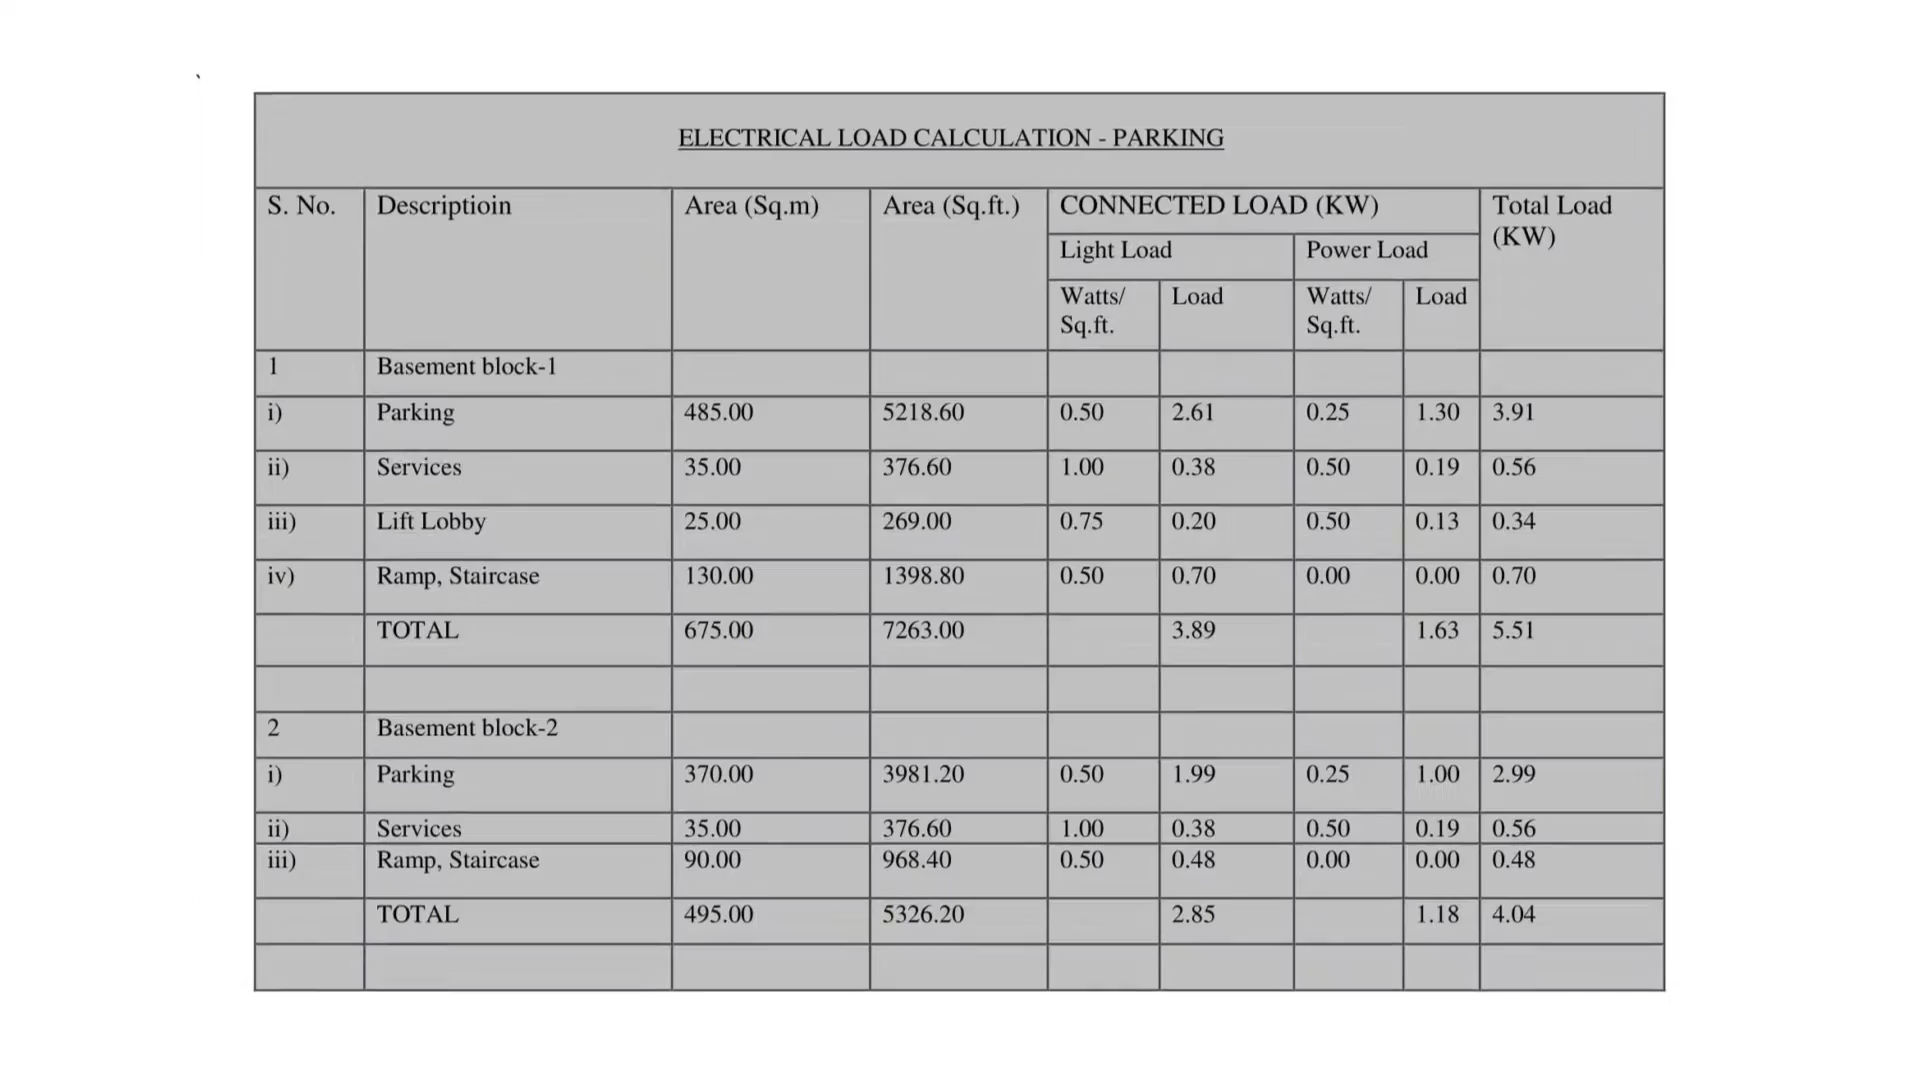 ELECTRICAL LOAD CALCULATION - PARKING
S. No. Descriptioin Area (Sq.m) Area (Sq.ft.) CONNECTED LOAD (KW) Total Load (KW)
Light Load Power Load
Watts/ Sq.ft. Load Watts/ Sq.ft. Load
1 Basement block-1
i) Parking 485.00 5218.60 0.50 2.61 0.25 1.30 3.91
ii) Services 35.00 376.60 1.00 0.38 0.50 0.19 0.56
iii) Lift Lobby 25.00 269.00 0.75 0.20 0.50 0.13 0.34
iv) Ramp, Staircase 130.00 1398.80 0.50 0.70 0.00 0.00 0.70
TOTAL 675.00 7263.00 3.89 1.63 5.51
2 Basement block-2
i) Parking 370.00 3981.20 0.50 1.99 0.25 1.00 2.99
ii) Services 35.00 376.60 1.00 0.38 0.50 0.19 0.56
iii) Ramp, Staircase 90.00 968.40 0.50 0.48 0.00 0.00 0.48
TOTAL 495.00 5326.20 2.85 1.18 4.04